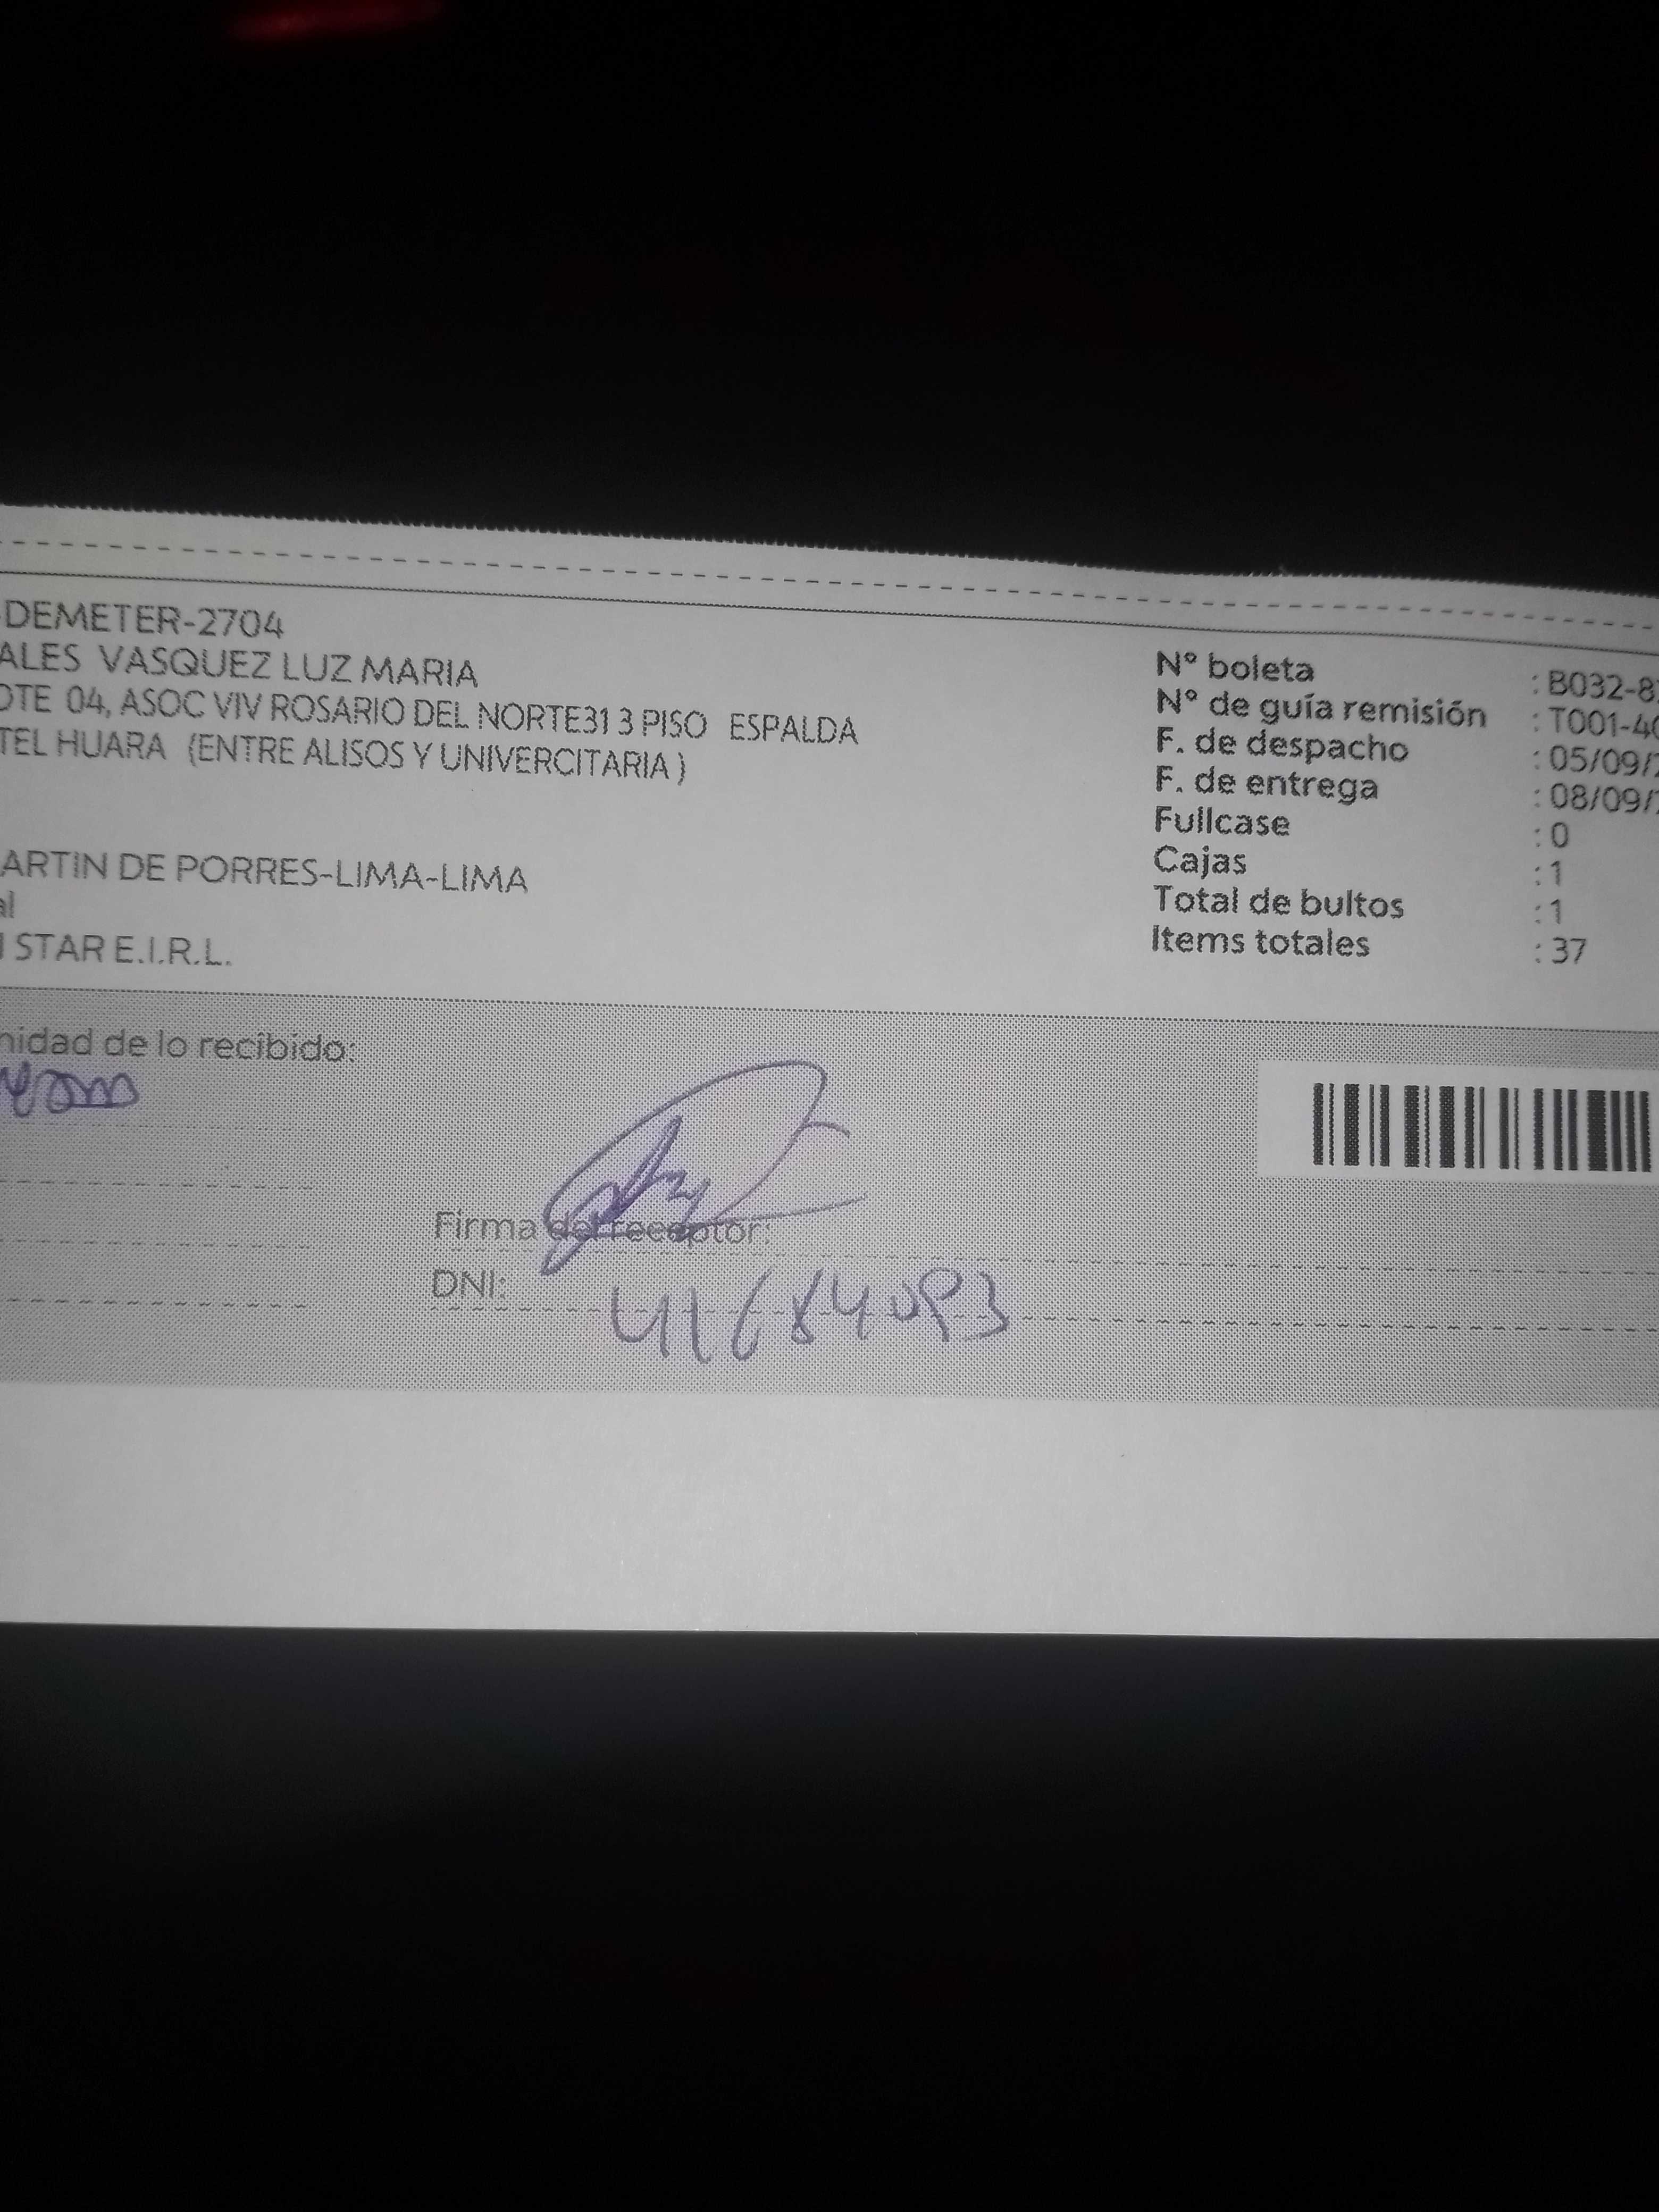 -DEMETER-2704
ALES VASQUEZ LUZ MARIA
OTE 04, ASOC VIV ROSARIO DEL NORTE31 3 PISO ESPALDA
TEL HUARA (ENTRE ALISOS Y UNIVERCITARIA )
ARTIN DE PORRES-LIMA-LIMA
al
STAR E.I.R.L.
N° boleta : B032-8
N° de guía remisión : T001-40
F. de despacho : 05/09/
F. de entrega : 08/09/
Fullcase : 0
Cajas : 1
Total de bultos : 1
Items totales : 37
nidad de lo recibido:
Firma del receptor:
DNI: 41684093